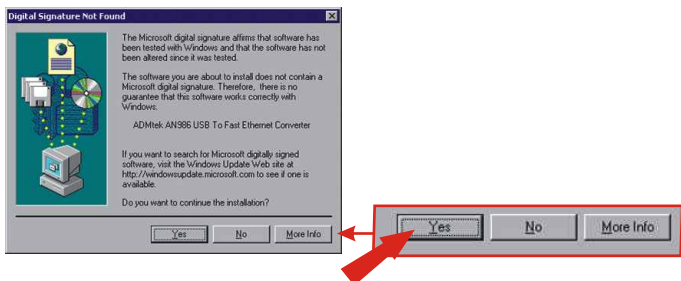 Digital Signature Not Found
The Microsoft digital signature affirms that software has
been tested with Windows and that the software has not
been altered since it was tested.
The software you are about to install does not contain a
Microsoft digital signature. Therefore, there is no
guarantee that this software works correctly with
Windows.
ADMtek AN986 USB To Fast Ethernet Converter
If you want to search for Microsoft digitally signed
software, visit the Windows Update Web site at
http://windowsupdate.microsoft.com to see if one is
available.
Do you want to continue the installation?
Yes No More Info
Yes No More Info